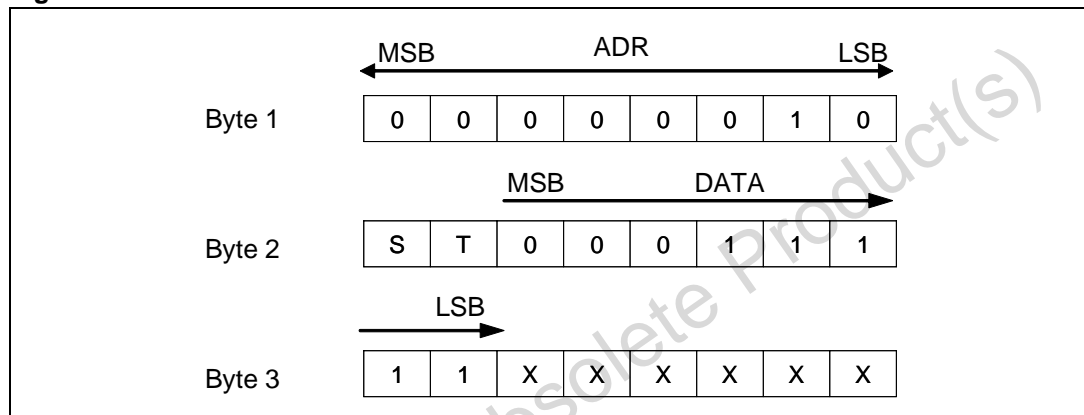 MSB ADR LSB
Byte 1 0 0 0 0 0 0 1 0
MSB DATA
Byte 2 S T 0 0 0 1 1 1
LSB
Byte 3 1 1 X X X X X X
bsolete Product(s)